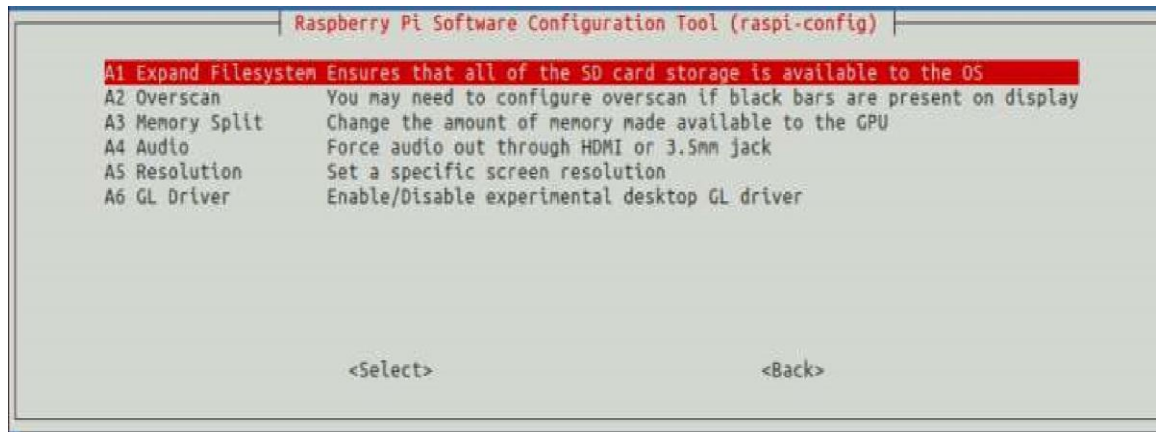 Raspberry Pi Software Configuration Tool (raspi-config)
A1 Expand Filesystem Ensures that all of the SD card storage is available to the OS
A2 Overscan You may need to configure overscan if black bars are present on display
A3 Memory Split Change the amount of memory made available to the GPU
A4 Audio Force audio out through HDMI or 3.5mm jack
A5 Resolution Set a specific screen resolution
A6 GL Driver Enable/Disable experimental desktop GL driver
<Select> <Back>